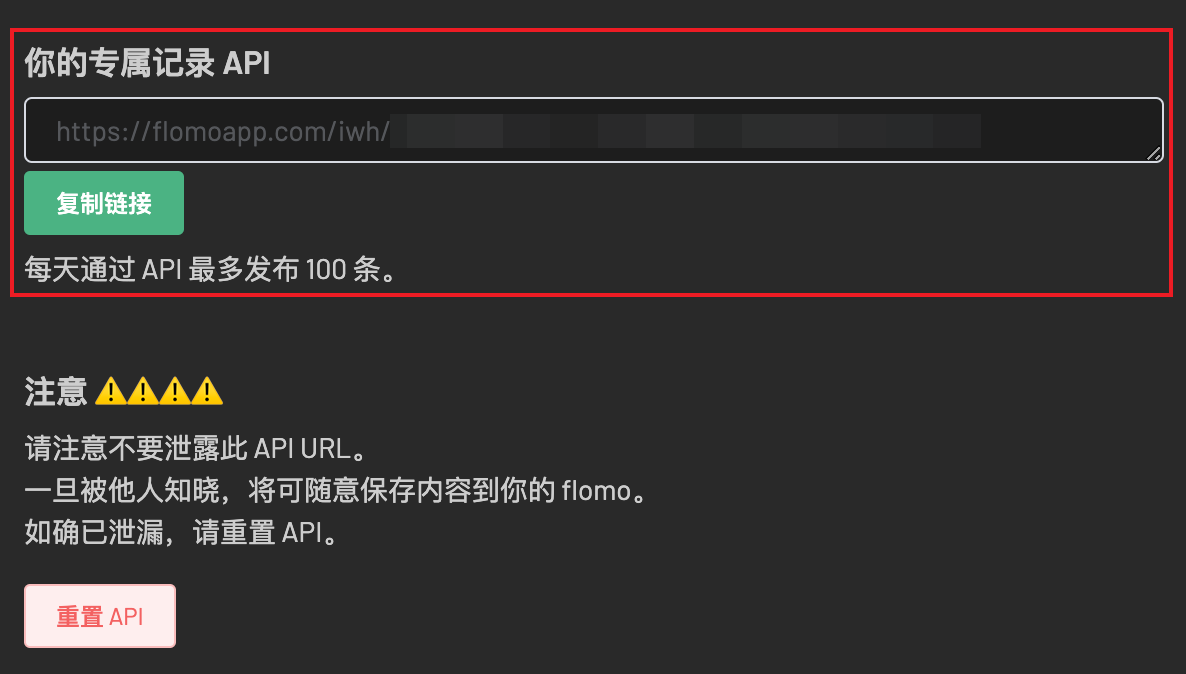 你的专属记录 API
https://flomoapp.com/iwh/
复制链接
每天通过 API 最多发布 100 条。
注意 ⚠️⚠️⚠️⚠️
请注意不要泄露此 API URL。
一旦被他人知晓，将可随意保存内容到你的 flomo。
如确已泄漏，请重置 API。
重置 API